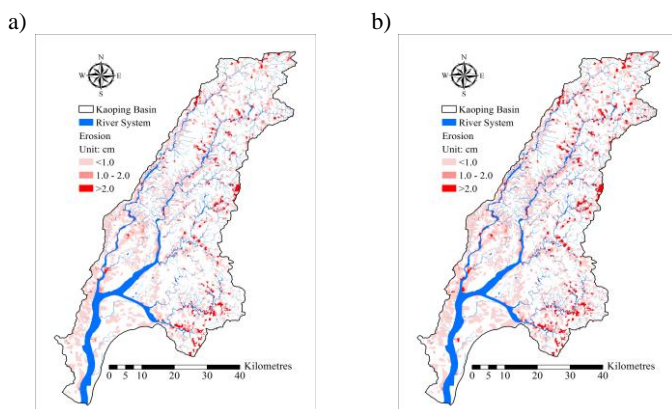 a)
N
W E
S
Kaoping Basin
River System
Erosion
Unit: cm
<1.0
1.0 - 2.0
>2.0
Kilometres
0 5 10 20 30 40
b)
N
W E
S
Kaoping Basin
River System
Erosion
Unit: cm
<1.0
1.0 - 2.0
>2.0
Kilometres
0 5 10 20 30 40